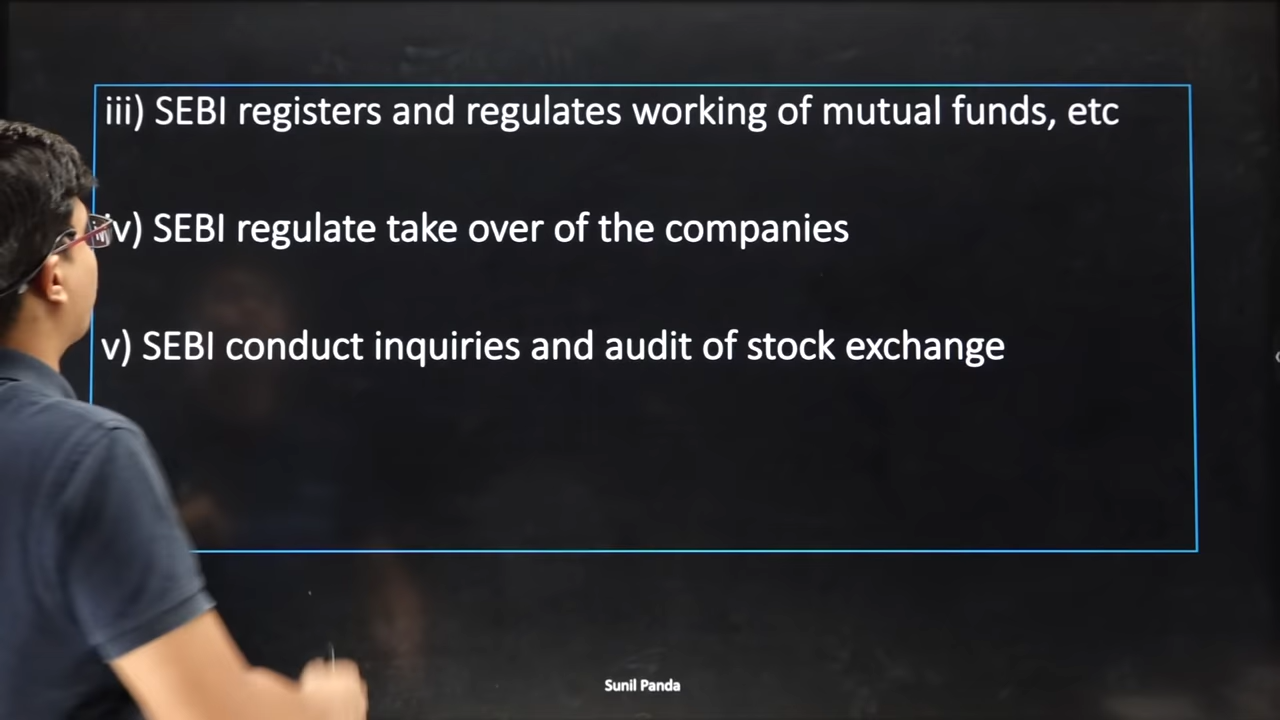 iii) SEBI registers and regulates working of mutual funds, etc
iv) SEBI regulate take over of the companies
v) SEBI conduct inquiries and audit of stock exchange
Sunil Panda